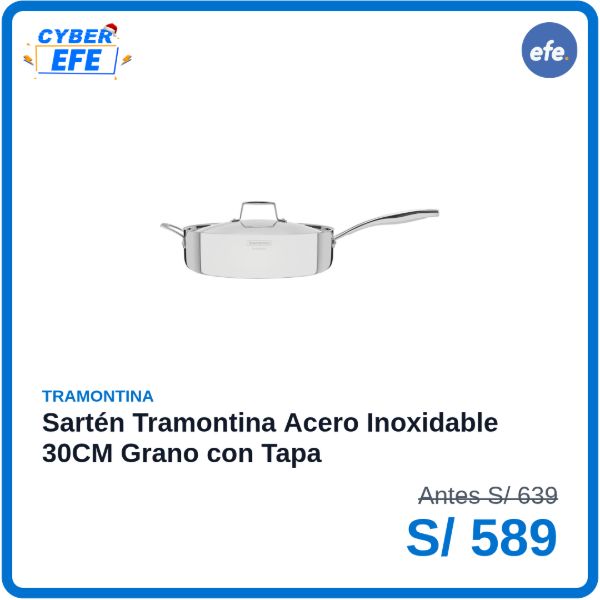 CYBER
EFE
efe.
TRAMONTINA
Sartén Tramontina Acero Inoxidable
30CM Grano con Tapa
Antes S/ 639
S/ 589